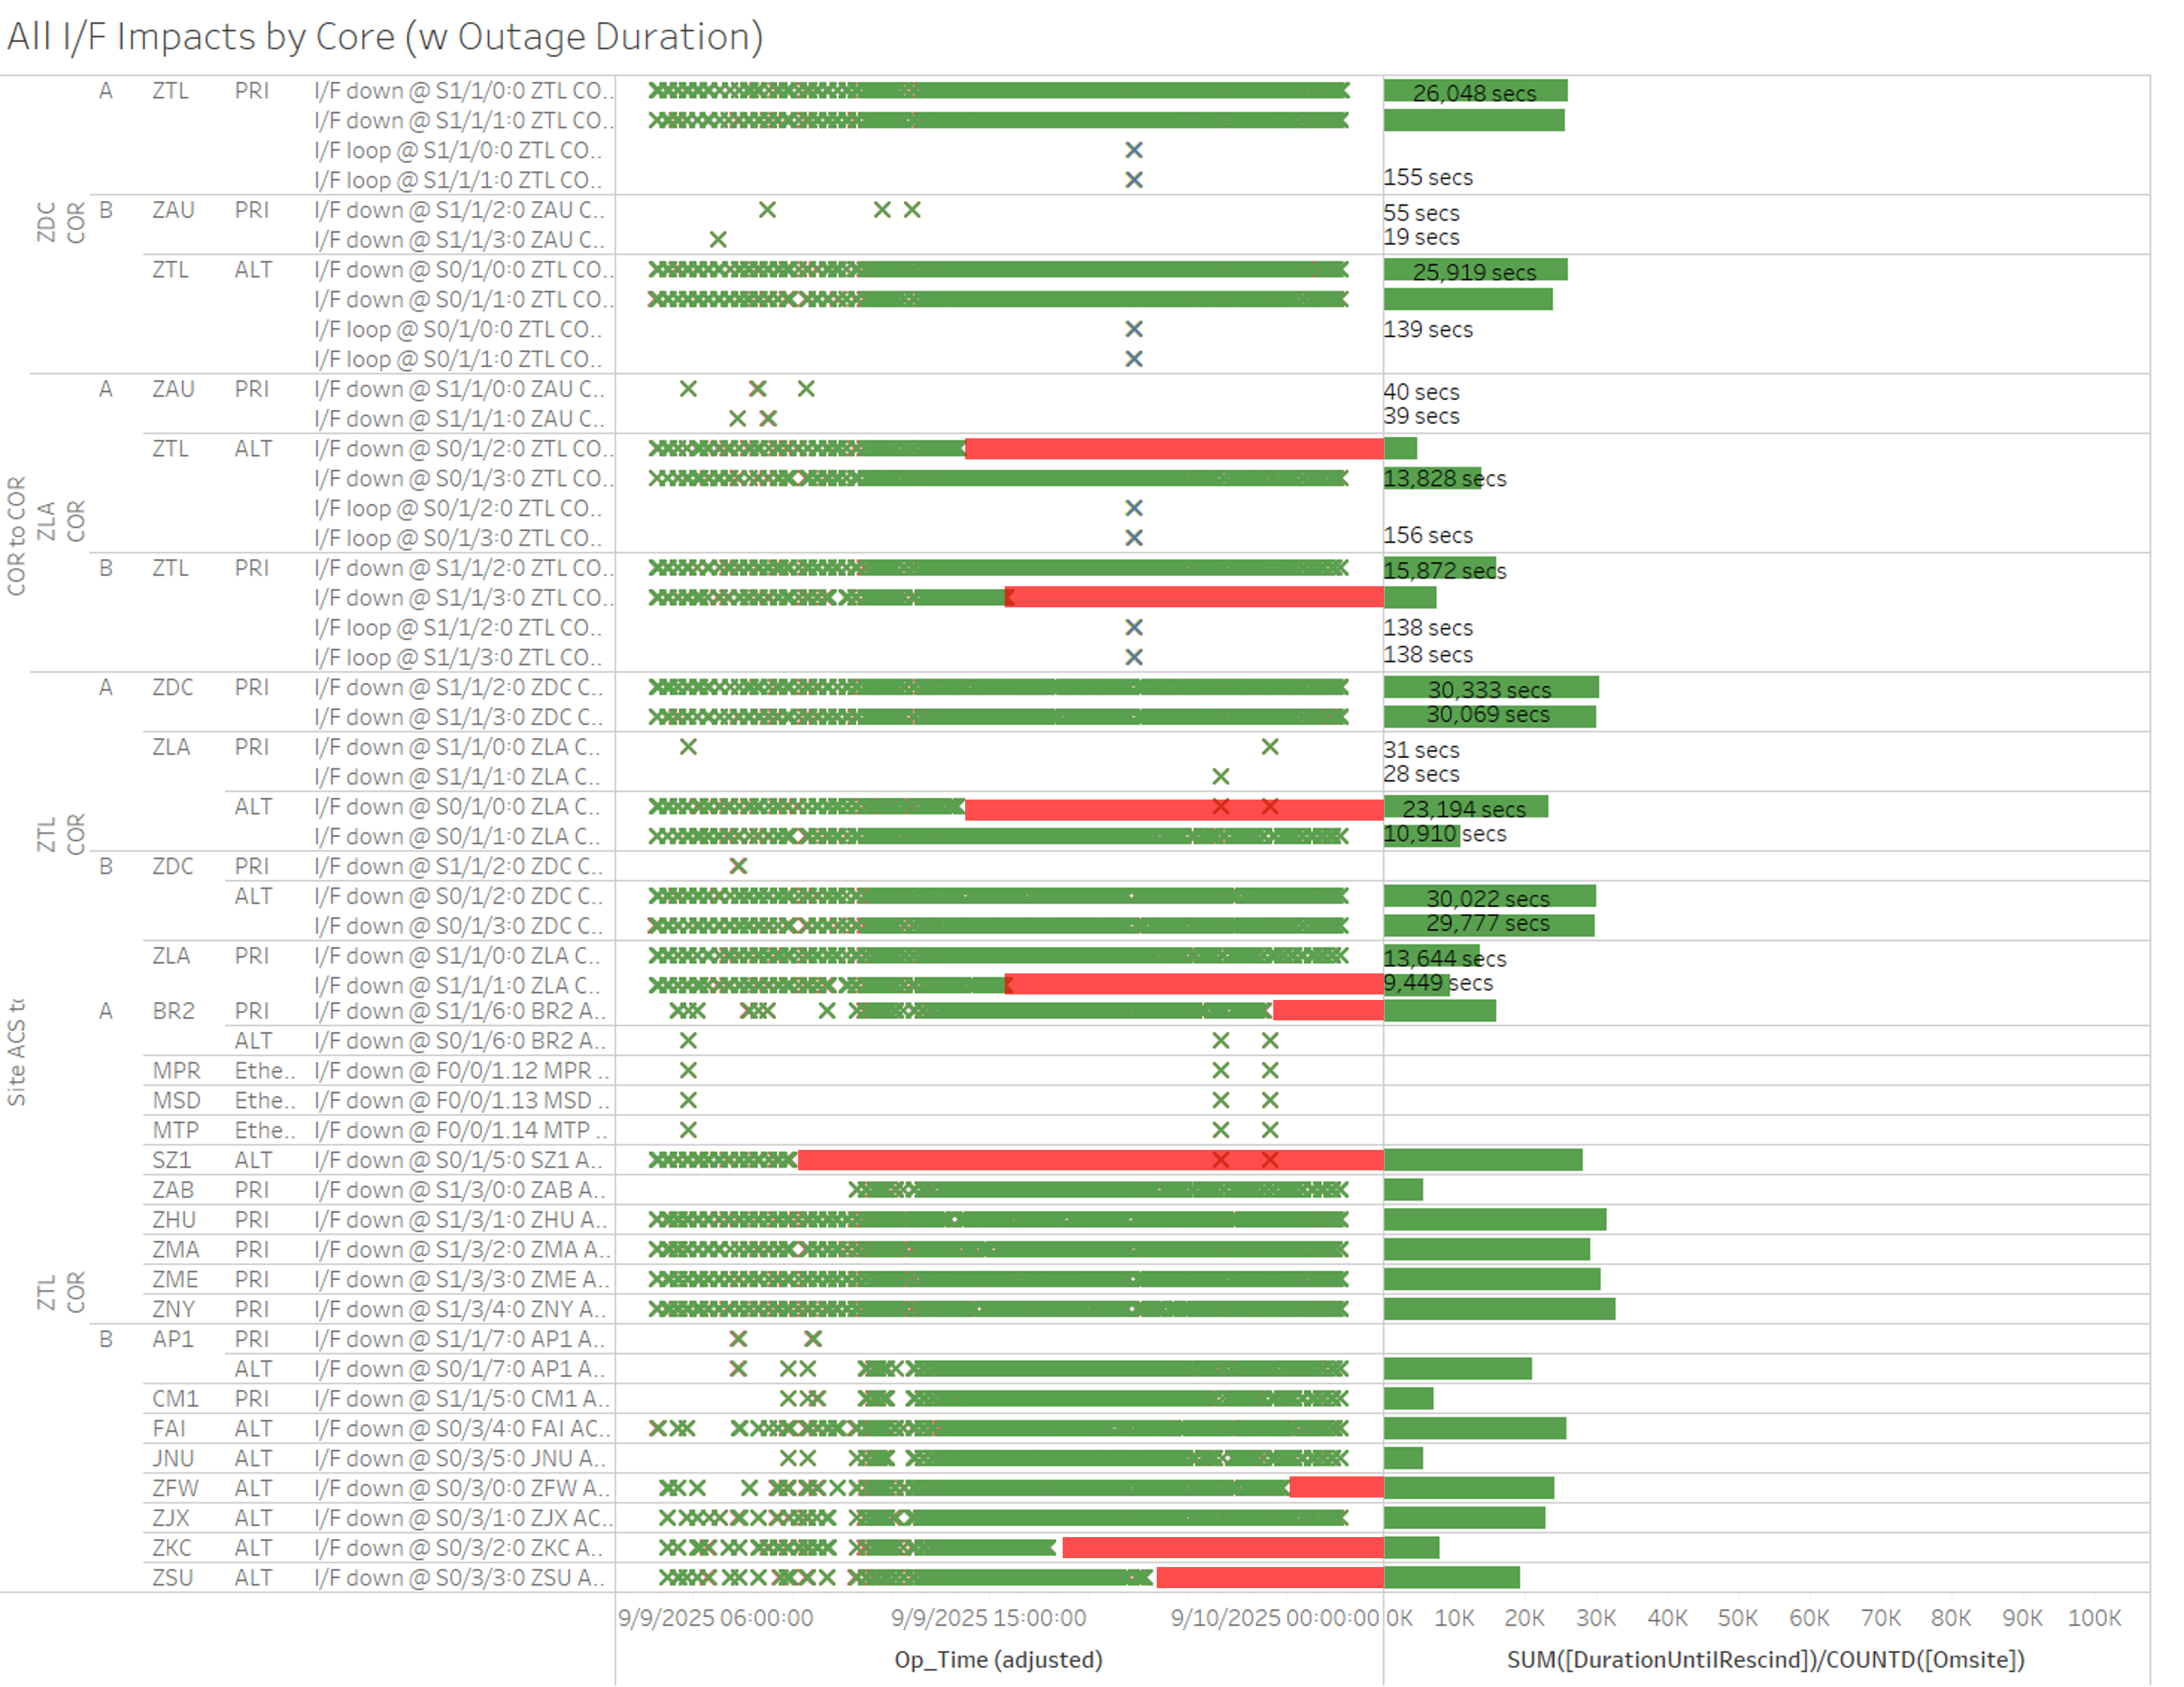 All I/F Impacts by Core (w Outage Duration)
COR to COR
ZDC COR
A ZTL PRI I/F down @ S1/1/0:0 ZTL CO.. 26,048 secs
I/F down @ S1/1/1:0 ZTL CO..
I/F loop @ S1/1/0:0 ZTL CO..
I/F loop @ S1/1/1:0 ZTL CO.. 155 secs
B ZAU PRI I/F down @ S1/1/2:0 ZAU C.. 55 secs
I/F down @ S1/1/3:0 ZAU C.. 19 secs
ZTL ALT I/F down @ S0/1/0:0 ZTL CO.. 25,919 secs
I/F down @ S0/1/1:0 ZTL CO..
I/F loop @ S0/1/0:0 ZTL CO.. 139 secs
I/F loop @ S0/1/1:0 ZTL CO..
ZLA COR
A ZAU PRI I/F down @ S1/1/0:0 ZAU C.. 40 secs
I/F down @ S1/1/1:0 ZAU C.. 39 secs
ZTL ALT I/F down @ S0/1/2:0 ZTL CO..
I/F down @ S0/1/3:0 ZTL CO.. 13,828 secs
I/F loop @ S0/1/2:0 ZTL CO..
I/F loop @ S0/1/3:0 ZTL CO.. 156 secs
B ZTL PRI I/F down @ S1/1/2:0 ZTL CO.. 15,872 secs
I/F down @ S1/1/3:0 ZTL CO..
I/F loop @ S1/1/2:0 ZTL CO.. 138 secs
I/F loop @ S1/1/3:0 ZTL CO.. 138 secs
ZTL COR
A ZDC PRI I/F down @ S1/1/2:0 ZDC C.. 30,333 secs
I/F down @ S1/1/3:0 ZDC C.. 30,069 secs
ZLA PRI I/F down @ S1/1/0:0 ZLA C.. 31 secs
I/F down @ S1/1/1:0 ZLA C.. 28 secs
ALT I/F down @ S0/1/0:0 ZLA C.. 23,194 secs
I/F down @ S0/1/1:0 ZLA C.. 10,910 secs
B ZDC PRI I/F down @ S1/1/2:0 ZDC C..
ALT I/F down @ S0/1/2:0 ZDC C.. 30,022 secs
I/F down @ S0/1/3:0 ZDC C.. 29,777 secs
ZLA PRI I/F down @ S1/1/0:0 ZLA C.. 13,644 secs
I/F down @ S1/1/1:0 ZLA C.. 9,449 secs
Site ACS
ZTL COR
A BR2 PRI I/F down @ S1/1/6:0 BR2 A..
ALT I/F down @ S0/1/6:0 BR2 A..
MPR Ethe.. I/F down @ F0/0/1.12 MPR ..
MSD Ethe.. I/F down @ F0/0/1.13 MSD ..
MTP Ethe.. I/F down @ F0/0/1.14 MTP ..
SZ1 ALT I/F down @ S0/1/5:0 SZ1 A..
ZAB PRI I/F down @ S1/3/0:0 ZAB A..
ZHU PRI I/F down @ S1/3/1:0 ZHU A..
ZMA PRI I/F down @ S1/3/2:0 ZMA A..
ZME PRI I/F down @ S1/3/3:0 ZME A..
ZNY PRI I/F down @ S1/3/4:0 ZNY A..
B AP1 PRI I/F down @ S1/1/7:0 AP1 A..
ALT I/F down @ S0/1/7:0 AP1 A..
CM1 PRI I/F down @ S1/1/5:0 CM1 A..
FAI ALT I/F down @ S0/3/4:0 FAI AC..
JNU ALT I/F down @ S0/3/5:0 JNU A..
ZFW ALT I/F down @ S0/3/0:0 ZFW A..
ZJX ALT I/F down @ S0/3/1:0 ZJX AC..
ZKC ALT I/F down @ S0/3/2:0 ZKC A..
ZSU ALT I/F down @ S0/3/3:0 ZSU A..
9/9/2025 06:00:00 9/9/2025 15:00:00 9/10/2025 00:00:00 0K 10K 20K 30K 40K 50K 60K 70K 80K 90K 100K
Op_Time (adjusted) SUM([DurationUntilRescind])/COUNTD([Omsite])